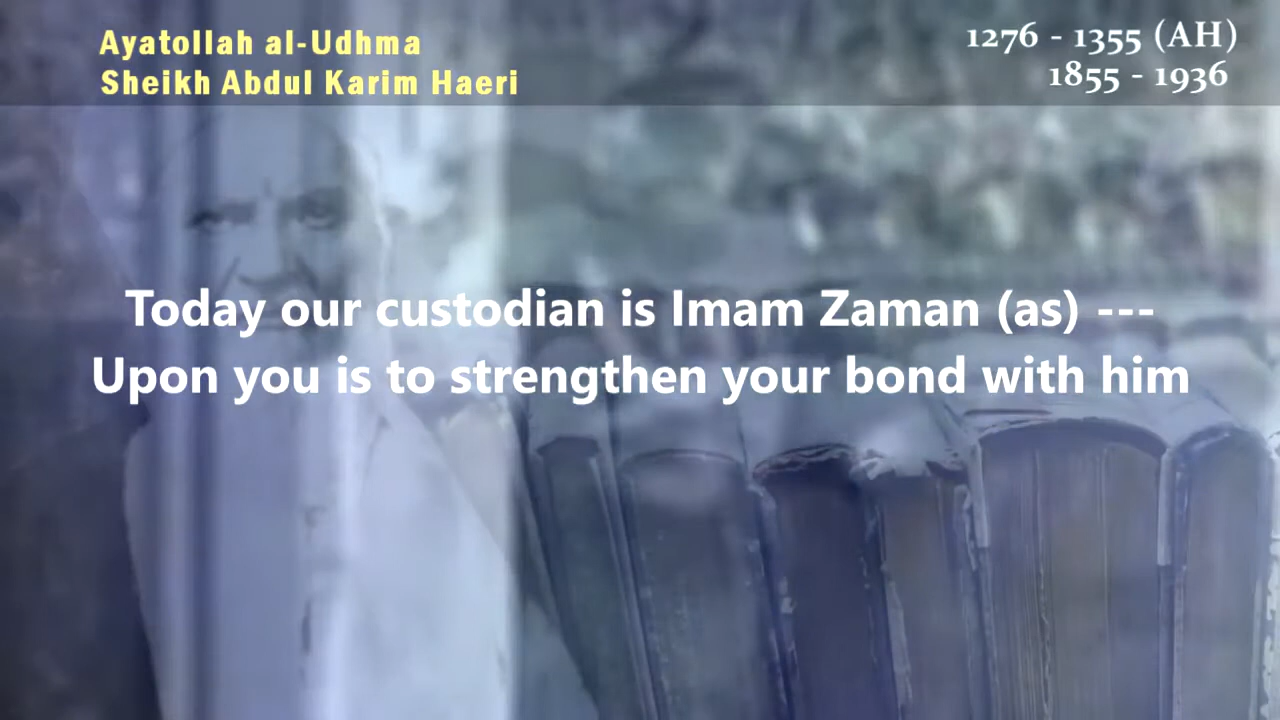 Ayatollah al-Udhma
Sheikh Abdul Karim Haeri
1276 - 1355 (AH)
1855 - 1936
Today our custodian is Imam Zaman (as) ---
Upon you is to strengthen your bond with him